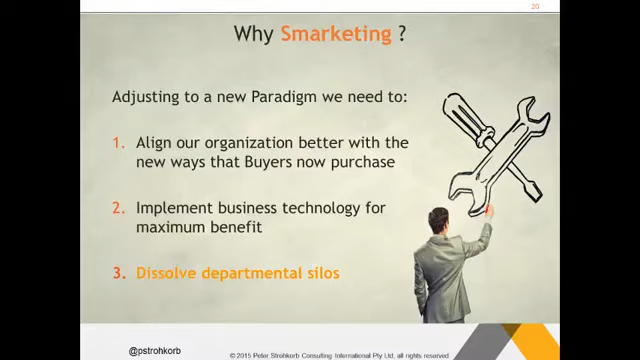 20
Why Smarketing ?
Adjusting to a new Paradigm we need to:
1. Align our organization better with the
new ways that Buyers now purchase
2. Implement business technology for
maximum benefit
3. Dissolve departmental silos
@pstrohkorb
© 2015 Peter Strohkorb Consulting International Pty Ltd, all rights reserved.